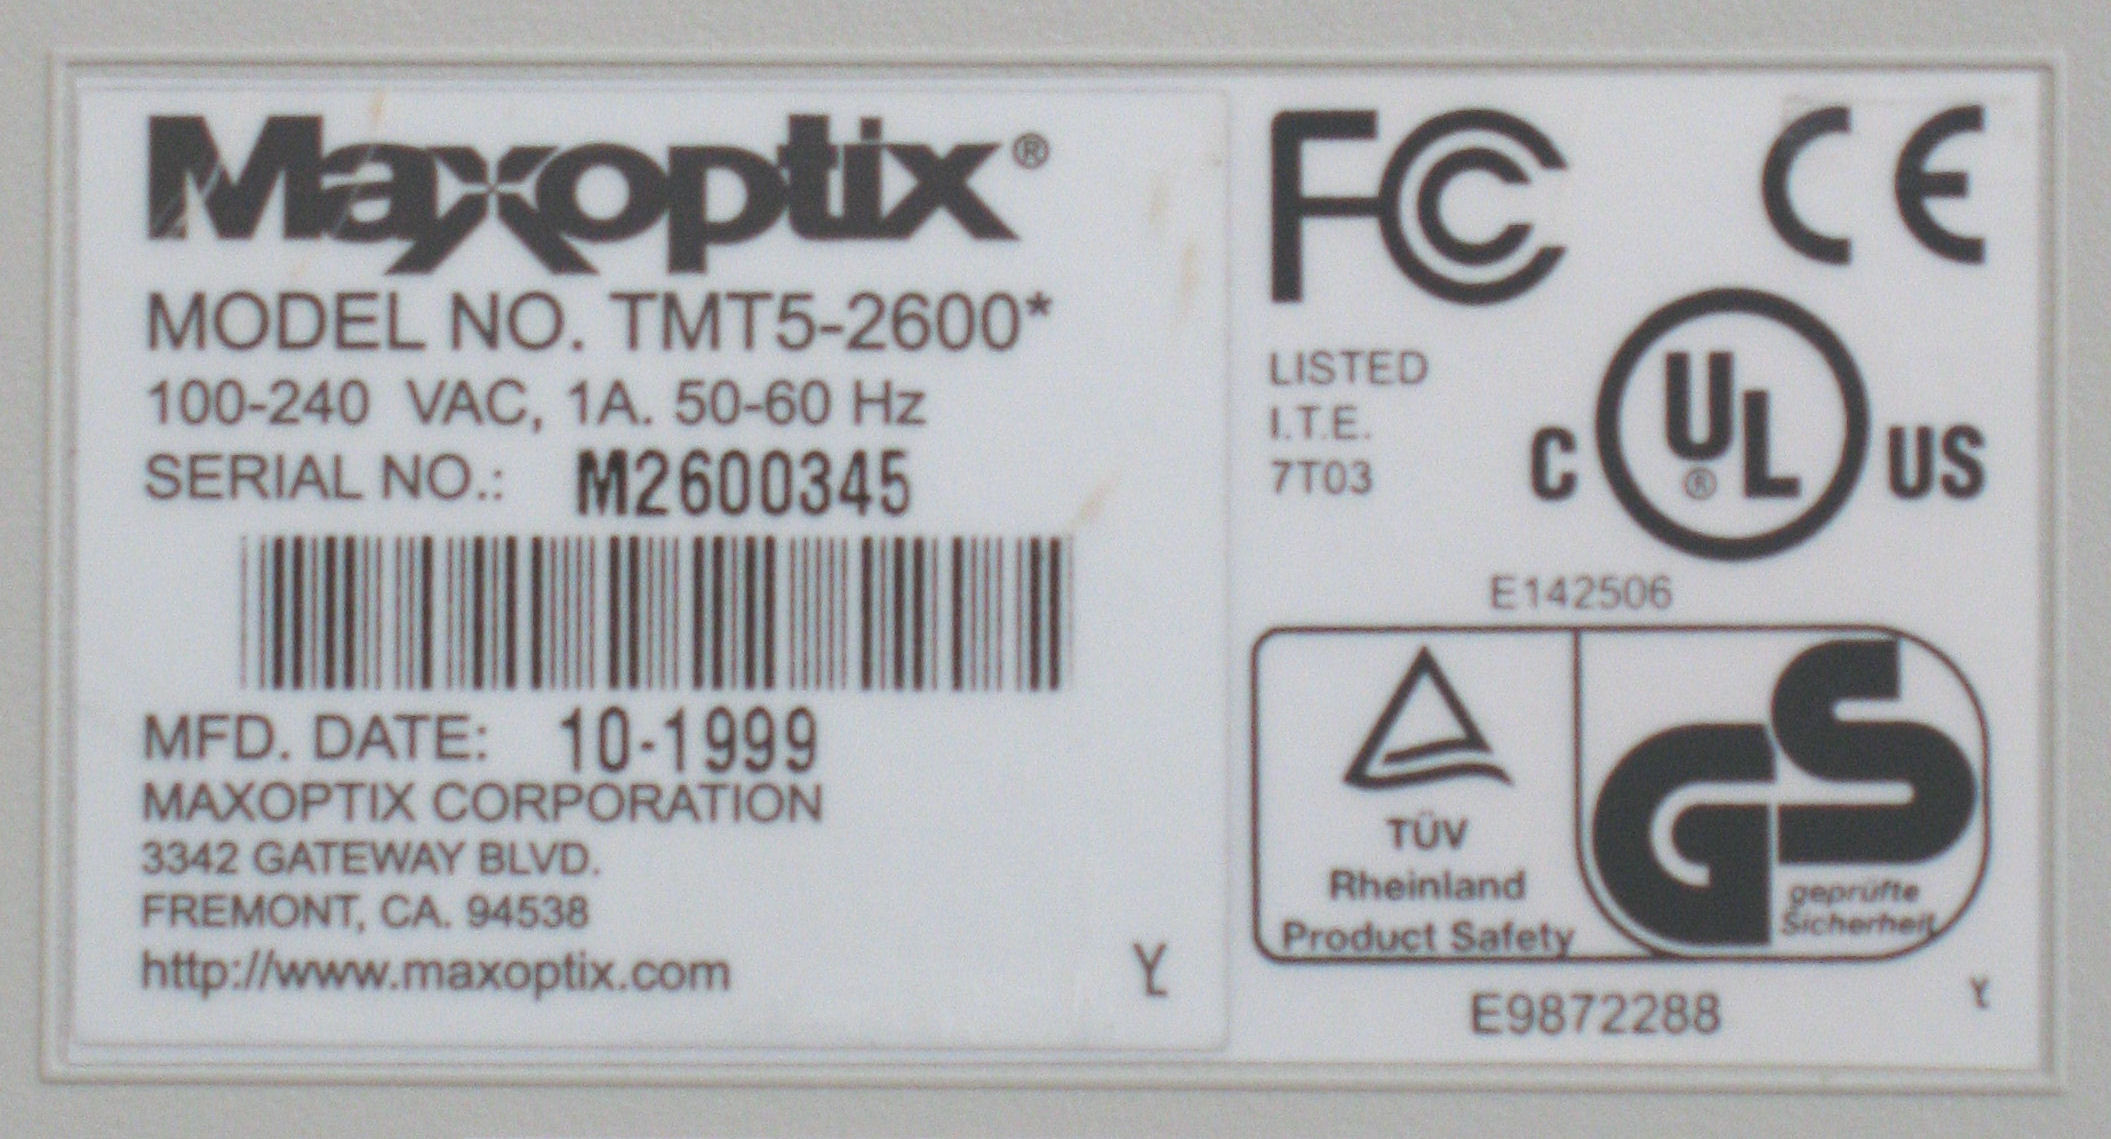 Maxoptix®
MODEL NO. TMT5-2600*
100-240 VAC, 1A. 50-60 Hz
SERIAL NO.: M2600345
MFD. DATE: 10-1999
MAXOPTIX CORPORATION
3342 GATEWAY BLVD.
FREMONT, CA. 94538
http://www.maxoptix.com
YL
FC CE
LISTED
I.T.E.
7T03
C UL® US
E142506
TÜV
Rheinland
Product Safety
GS
geprüfte
Sicherheit
E9872288
YL